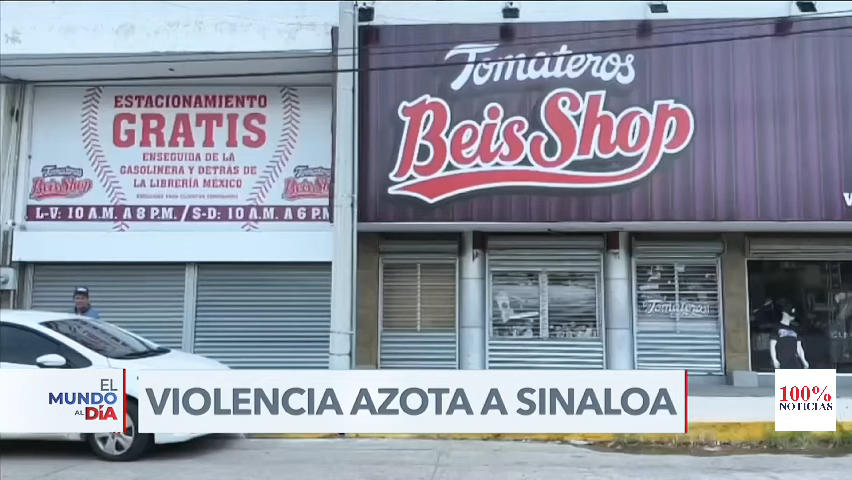 ESTACIONAMIENTO
GRATIS
ENSEGUIDA DE LA
GASOLINERA Y DETRÁS DE
LA LIBRERÍA MÉXICO
Tomateros
BeisShop
Tomateros
BeisShop
L-V: 10 A.M. A 8 P.M. / S-D: 10 A.M. A 6 P.M.
Tomateros
BeisShop
Tomateros
EL
MUNDO
AL DÍA
VIOLENCIA AZOTA A SINALOA
100%
NOTICIAS